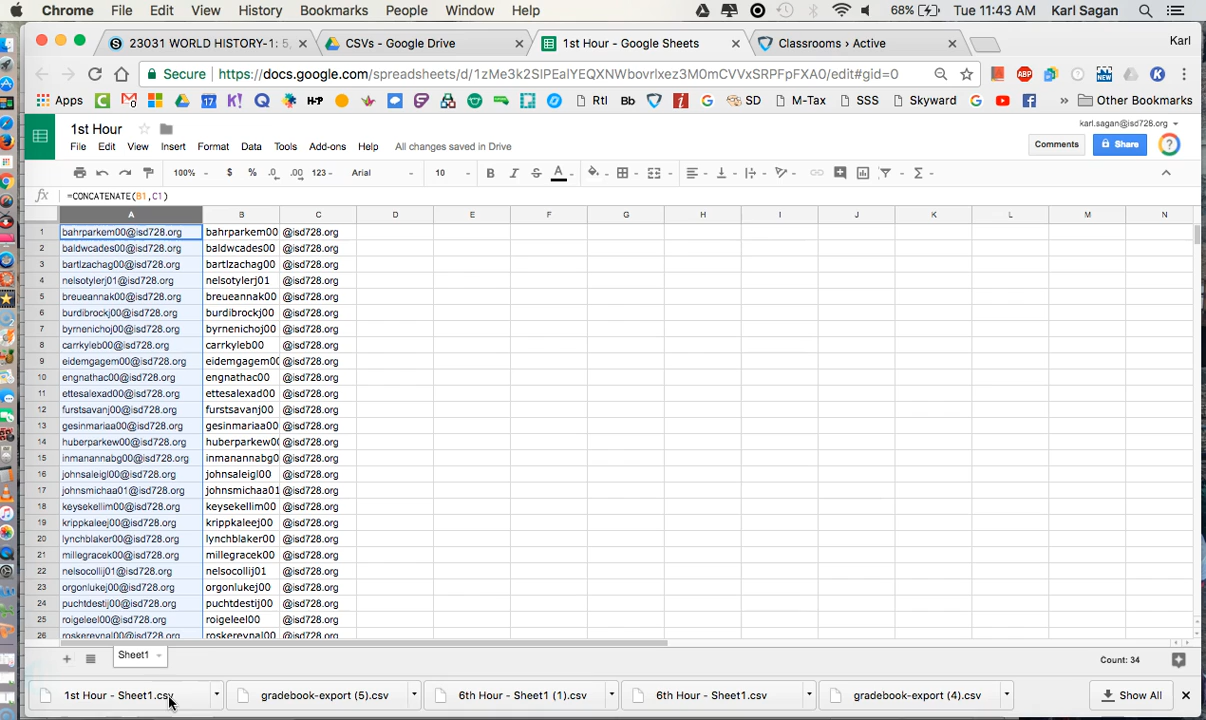 Chrome File Edit View History Bookmarks People Window Help 68% Tue 11:43 AM Karl Sagan
23031 WORLD HISTORY-1: 5, CSVs - Google Drive 1st Hour - Google Sheets Classrooms › Active Karl
Secure https://docs.google.com/spreadsheets/d/
Apps RtI Bb SD M-Tax SSS Skyward Other Bookmarks
1st Hour karl.sagan@isd728.org
File Edit View Insert Format Data Tools Add-ons Help All changes saved in Drive Comments Share
100% $ % .0 .00 123 Arial 10 B I S A
fx =CONCATENATE(B1,C1)
A B C D E F G H I J K L M N
1 bahrparkem00@isd728.org bahrparkem00 @isd728.org
2 baldwcades00@isd728.org baldwcades00 @isd728.org
3 bartlzachag00@isd728.org bartlzachag00 @isd728.org
4 nelsotylerj01@isd728.org nelsotylerj01 @isd728.org
5 breueannak00@isd728.org breueannak00 @isd728.org
6 burdibrockj00@isd728.org burdibrockj00 @isd728.org
7 byrnenichoj00@isd728.org byrnenichoj00 @isd728.org
8 carrkyleb00@isd728.org carrkyleb00 @isd728.org
9 eidemgagem00@isd728.org eidemgagem00 @isd728.org
10 engnathac00@isd728.org engnathac00 @isd728.org
11 ettesalexad00@isd728.org ettesalexad00 @isd728.org
12 furstsavanj00@isd728.org furstsavanj00 @isd728.org
13 gesinmariaa00@isd728.org gesinmariaa00 @isd728.org
14 huberparkew00@isd728.org huberparkew00 @isd728.org
15 inmanannabg00@isd728.org inmanannabg00 @isd728.org
16 johnsaleigl00@isd728.org johnsaleigl00 @isd728.org
17 johnsmichaa01@isd728.org johnsmichaa01 @isd728.org
18 keysekellim00@isd728.org keysekellim00 @isd728.org
19 krippkaleej00@isd728.org krippkaleej00 @isd728.org
20 lynchblaker00@isd728.org lynchblaker00 @isd728.org
21 millegracek00@isd728.org millegracek00 @isd728.org
22 nelsocollij01@isd728.org nelsocollij01 @isd728.org
23 orgonlukej00@isd728.org orgonlukej00 @isd728.org
24 puchtdestij00@isd728.org puchtdestij00 @isd728.org
25 roigeleel00@isd728.org roigeleel00 @isd728.org
26 roskereynal00@isd728.org roskereynal00 @isd728.org
Sheet1 Count: 34
1st Hour - Sheet1.csv gradebook-export (5).csv 6th Hour - Sheet1 (1).csv 6th Hour - Sheet1.csv gradebook-export (4).csv Show All